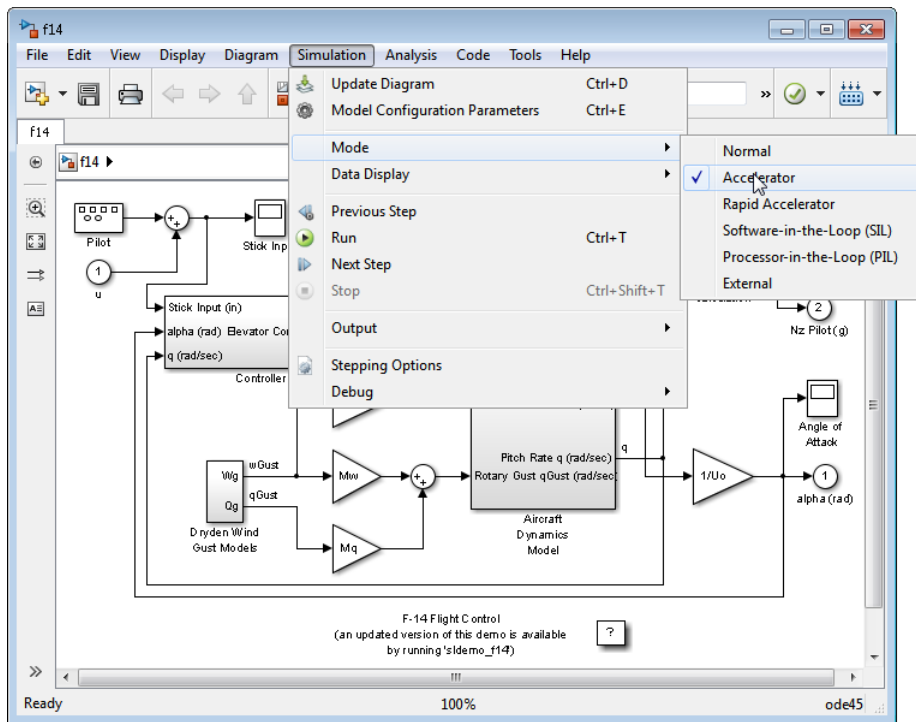 f14
File Edit View Display Diagram Simulation Analysis Code Tools Help
Update Diagram Ctrl+D
Model Configuration Parameters Ctrl+E
»
f14
Mode
Normal
f14
Data Display
Accelerator
Rapid Accelerator
Previous Step
Software-in-the-Loop (SIL)
Run Ctrl+T
Processor-in-the-Loop (PIL)
Next Step
External
Stop Ctrl+Shift+T
Output
Stepping Options
Debug
Pilot
Stick
1
u
Stick Input (in)
alpha (rad) Elevator
q (rad/sec)
Controller
2
Nz Pilot (g)
Angle of
Attack
Pitch Rate q (rad/sec)
q
Rotary Gust qGust (rad/sec)
Wg
wGust
Mw
1/Uo
1
alpha (rad)
Qg
qGust
Dryden Wind
Gust Models
Mq
Aircraft
Dynamics
Model
F-14 Flight Control
(an updated version of this demo is available
by running 'sldemo_f14')
?
»
Ready 100% ode45